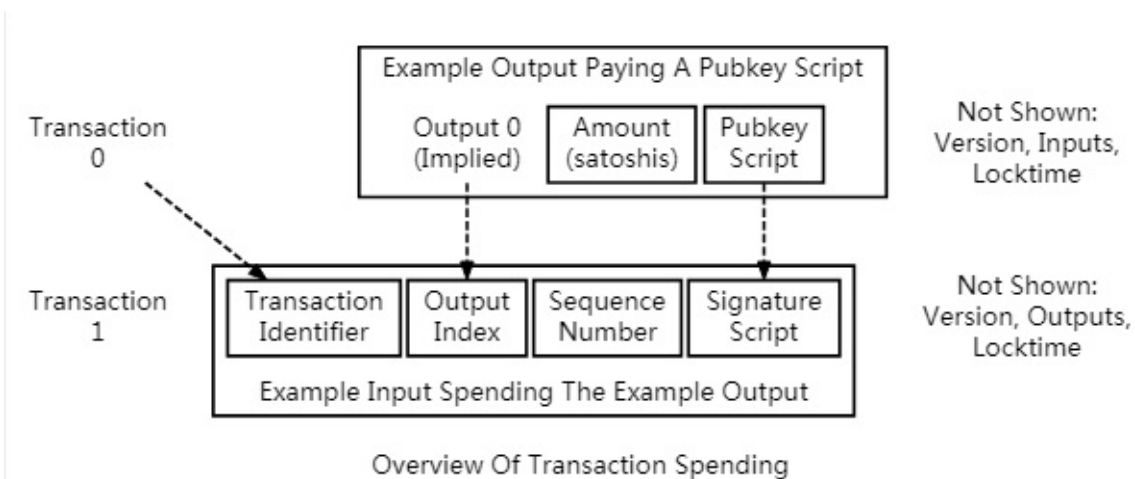 Example Output Paying A Pubkey Script
Transaction
0
Output 0
(Implied)
Amount
(satoshis)
Pubkey
Script
Not Shown:
Version, Inputs,
Locktime
Transaction
1
Transaction
Identifier
Output
Index
Sequence
Number
Signature
Script
Not Shown:
Version, Outputs,
Locktime
Example Input Spending The Example Output
Overview Of Transaction Spending